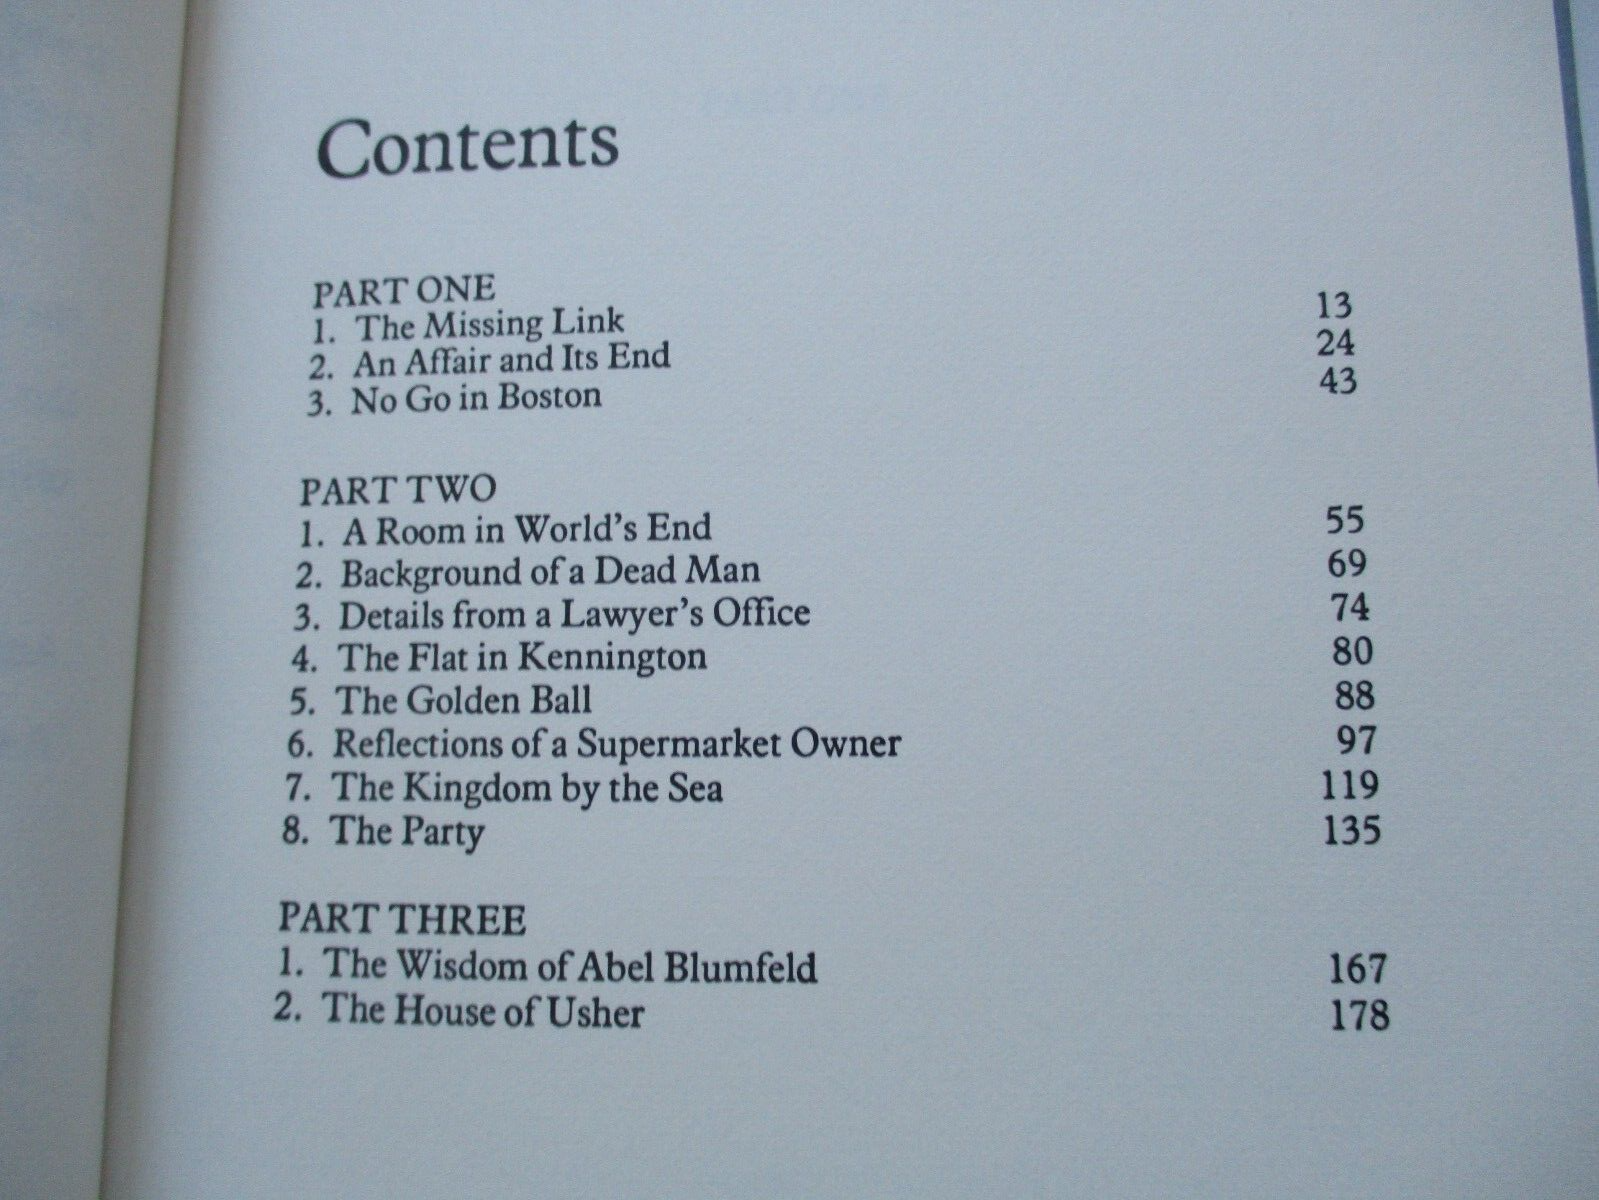 Contents
PART ONE
1. The Missing Link 13
2. An Affair and Its End 24
3. No Go in Boston 43
PART TWO
1. A Room in World's End 55
2. Background of a Dead Man 69
3. Details from a Lawyer's Office 74
4. The Flat in Kennington 80
5. The Golden Ball 88
6. Reflections of a Supermarket Owner 97
7. The Kingdom by the Sea 119
8. The Party 135
PART THREE
1. The Wisdom of Abel Blumfeld 167
2. The House of Usher 178